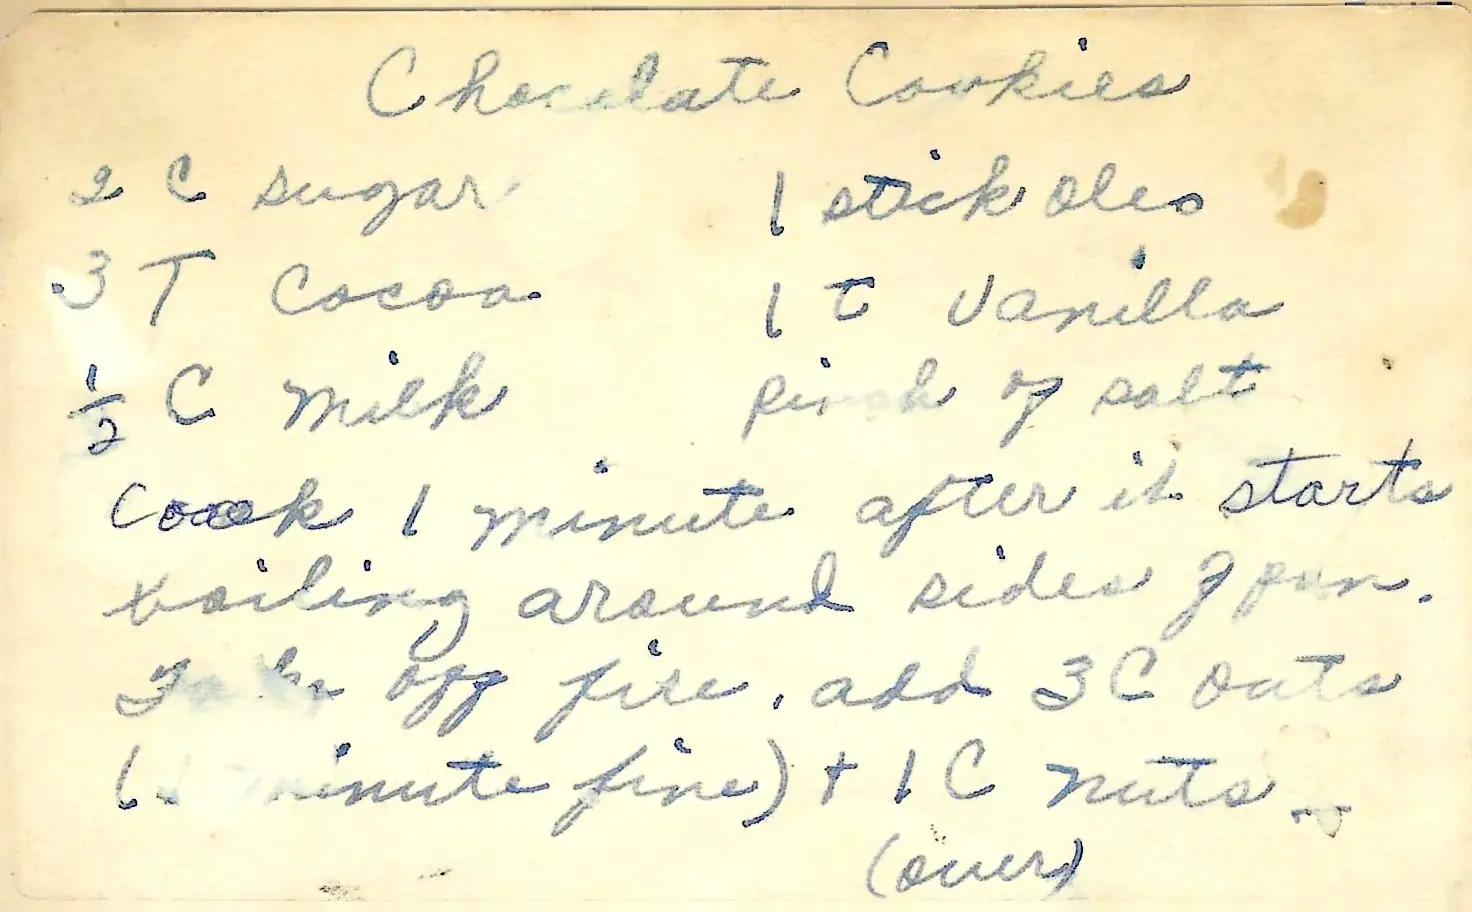 Chocolate Cookies
2 C sugar 1 stick oleo
3 T Cocoa 1 t Vanilla
1/2 C Milk pinch of salt
Cook 1 minute after it starts
boiling around sides of pan.
Take off fire, add 3 C Oats
(1 minute fine) + 1 C nuts.
(over)